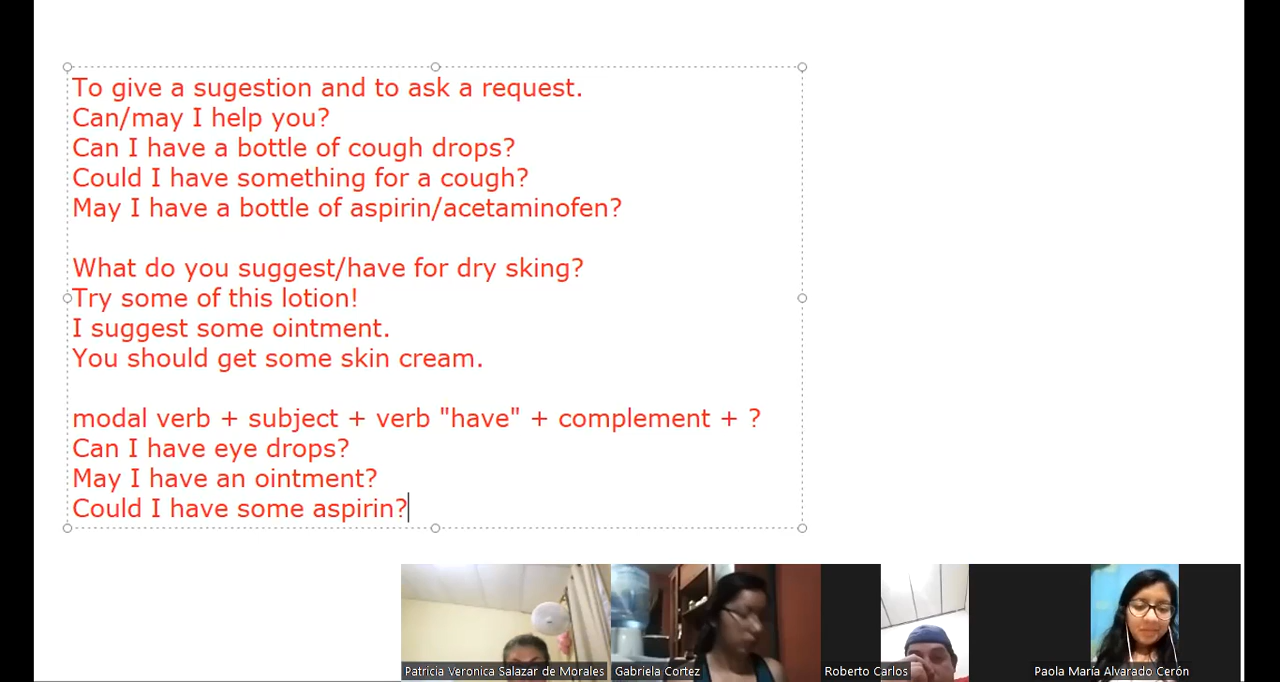 To give a sugestion and to ask a request.
Can/may I help you?
Can I have a bottle of cough drops?
Could I have something for a cough?
May I have a bottle of aspirin/acetaminofen?
What do you suggest/have for dry sking?
Try some of this lotion!
I suggest some ointment.
You should get some skin cream.
modal verb + subject + verb "have" + complement + ?
Can I have eye drops?
May I have an ointment?
Could I have some aspirin?
Patricia Veronica Salazar de Morales
Gabriela Cortez
Roberto Carlos
Paola María Alvarado Cerón